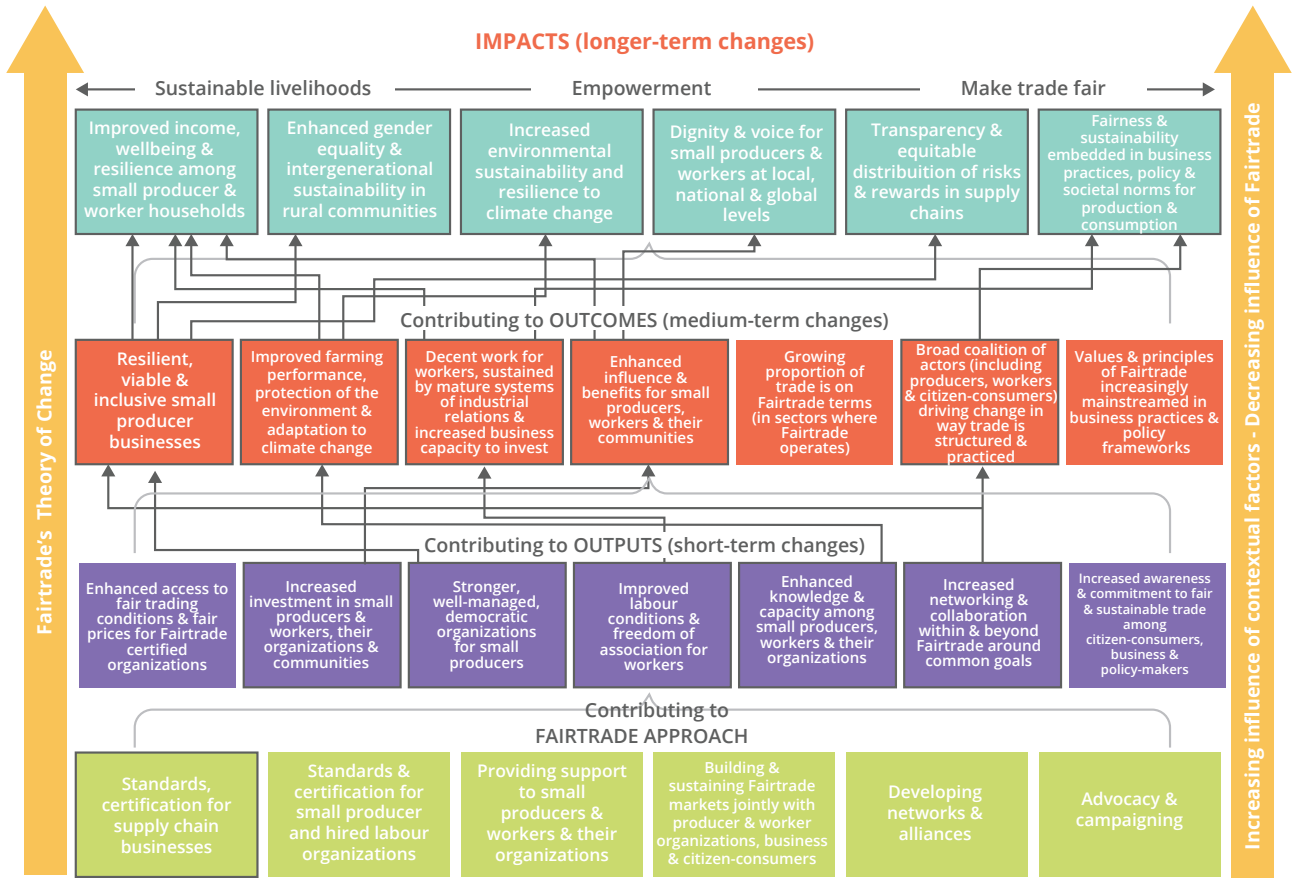 IMPACTS (longer-term changes)
Sustainable livelihoods
Empowerment
Make trade fair
Improved income,
wellbeing &
resilience among
small producer &
worker households
Enhanced gender
equality &
intergenerational
sustainability in
rural communities
Increased
environmental
sustainability and
resilience to
climate change
Dignity & voice for
small producers &
workers at local,
national & global
levels
Transparency &
equitable
distribuition of risks
& rewards in supply
chains
Fairness &
sustainability
embedded in business
practices, policy &
societal norms for
production &
consumption
Contributing to OUTCOMES (medium-term changes)
Resilient,
viable &
inclusive small
producer
businesses
Improved farming
performance,
protection of the
environment &
adaptation to
climate change
Decent work for
workers, sustained
by mature systems
of industrial
relations &
increased business
capacity to invest
Enhanced
influence &
benefits for small
producers,
workers & their
communities
Growing
proportion of
trade is on
Fairtrade terms
(in sectors where
Fairtrade
operates)
Broad coalition of
actors (including
producers, workers
& citizen-consumers)
driving change in
way trade is
structured &
practiced
Values & principles
of Fairtrade
increasingly
mainstreamed in
business practices &
policy
frameworks
Contributing to OUTPUTS (short-term changes)
Enhanced access to
fair trading
conditions & fair
prices for Fairtrade
certified
organizations
Increased
investment in small
producers &
workers, their
organizations &
communities
Stronger,
well-managed,
democratic
organizations
for small
producers
Improved
labour
conditions &
freedom of
association for
workers
Enhanced
knowledge &
capacity among
small producers,
workers & their
organizations
Increased
networking &
collaboration
within & beyond
Fairtrade around
common goals
Increased awareness
& commitment to fair
& sustainable trade
among
citizen-consumers,
business &
policy-makers
Contributing to
FAIRTRADE APPROACH
Standards,
certification for
supply chain
businesses
Standards &
certification for
small producer
and hired labour
organizations
Providing support
to small
producers &
workers & their
organizations
Building &
sustaining Fairtrade
markets jointly with
producer & worker
organizations, business
& citizen-consumers
Developing
networks &
alliances
Advocacy &
campaigning
Fairtrade's Theory of Change
Increasing influence of contextual factors - Decreasing influence of Fairtrade